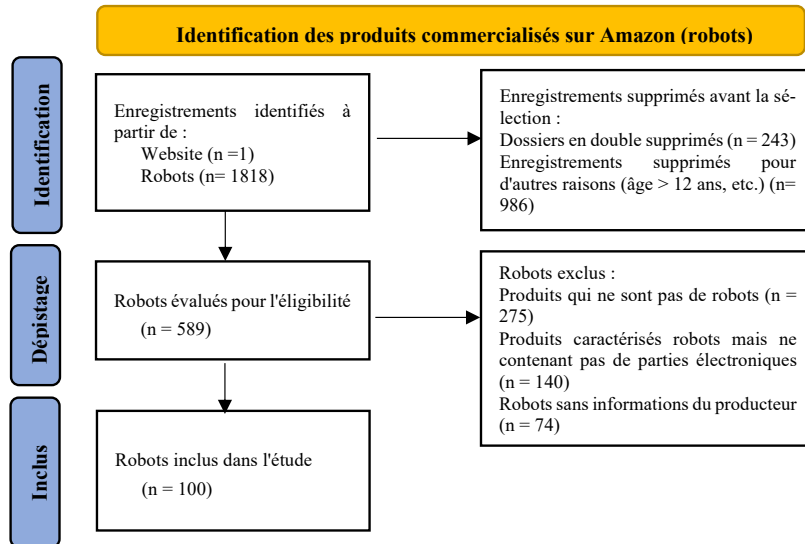 Identification des produits commercialisés sur Amazon (robots)
Identification
Enregistrements identifiés à
partir de :
Website (n =1)
Robots (n= 1818)
Enregistrements supprimés avant la sé-
lection :
Dossiers en double supprimés (n = 243)
Enregistrements supprimés pour
d'autres raisons (âge > 12 ans, etc.) (n=
986)
Dépistage
Robots évalués pour l'éligibilité
(n = 589)
Robots exclus :
Produits qui ne sont pas de robots (n =
275)
Produits caractérisés robots mais ne
contenant pas de parties électroniques
(n = 140)
Robots sans informations du producteur
(n = 74)
Inclus
Robots inclus dans l'étude
(n = 100)